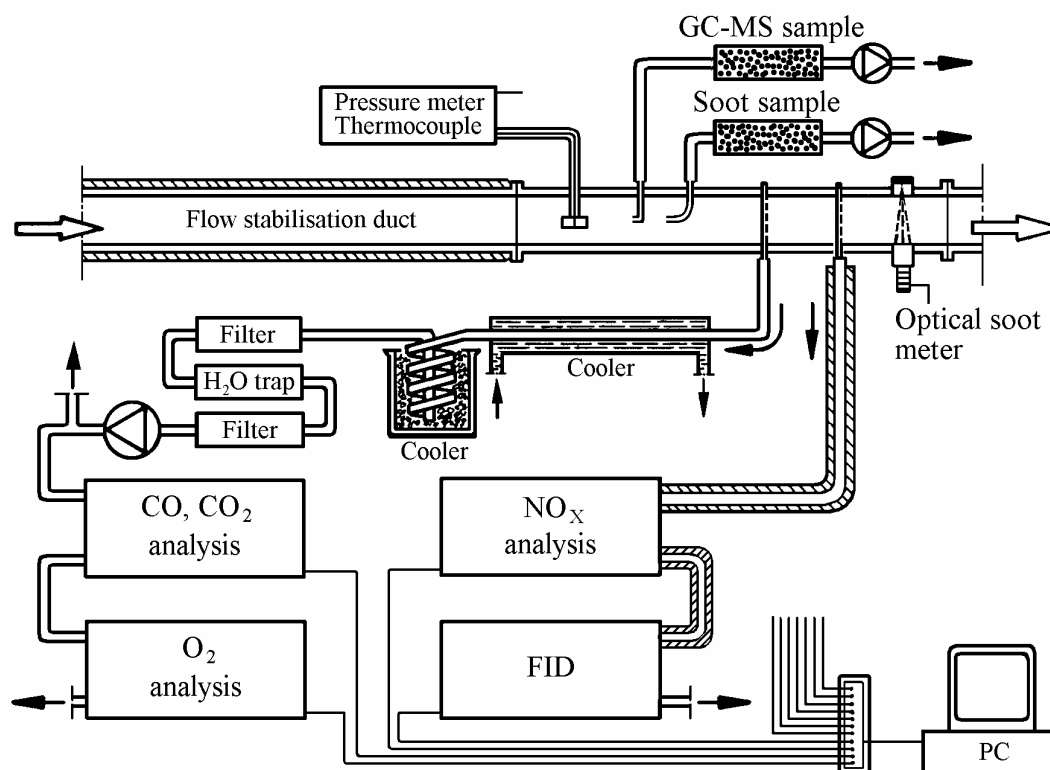 GC-MS sample
Pressure meter
Thermocouple
Soot sample
Flow stabilisation duct
Optical soot
meter
Filter
H₂O trap
Filter
Cooler
Cooler
CO, CO₂
analysis
NOX
analysis
O₂
analysis
FID
PC